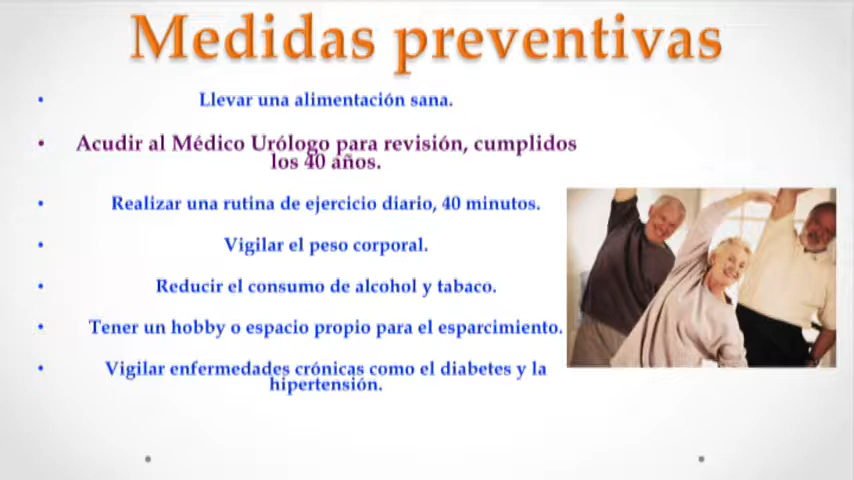 Medidas preventivas
• Llevar una alimentación sana.
• Acudir al Médico Urólogo para revisión, cumplidos
los 40 años.
• Realizar una rutina de ejercicio diario, 40 minutos.
• Vigilar el peso corporal.
• Reducir el consumo de alcohol y tabaco.
• Tener un hobby o espacio propio para el esparcimiento.
• Vigilar enfermedades crónicas como el diabetes y la
hipertensión.